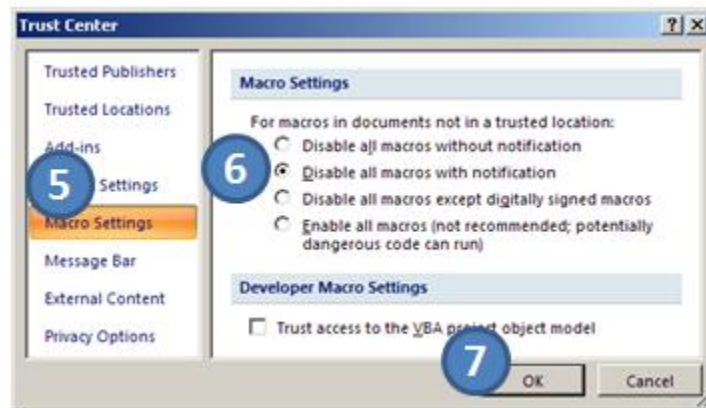 Trust Center
Trusted Publishers
Trusted Locations
Add-ins
5
Settings
Macro Settings
Message Bar
External Content
Privacy Options
Macro Settings
For macros in documents not in a trusted location:
6
Disable all macros without notification
Disable all macros with notification
Disable all macros except digitally signed macros
Enable all macros (not recommended; potentially
dangerous code can run)
Developer Macro Settings
Trust access to the VBA project object model
7
OK
Cancel